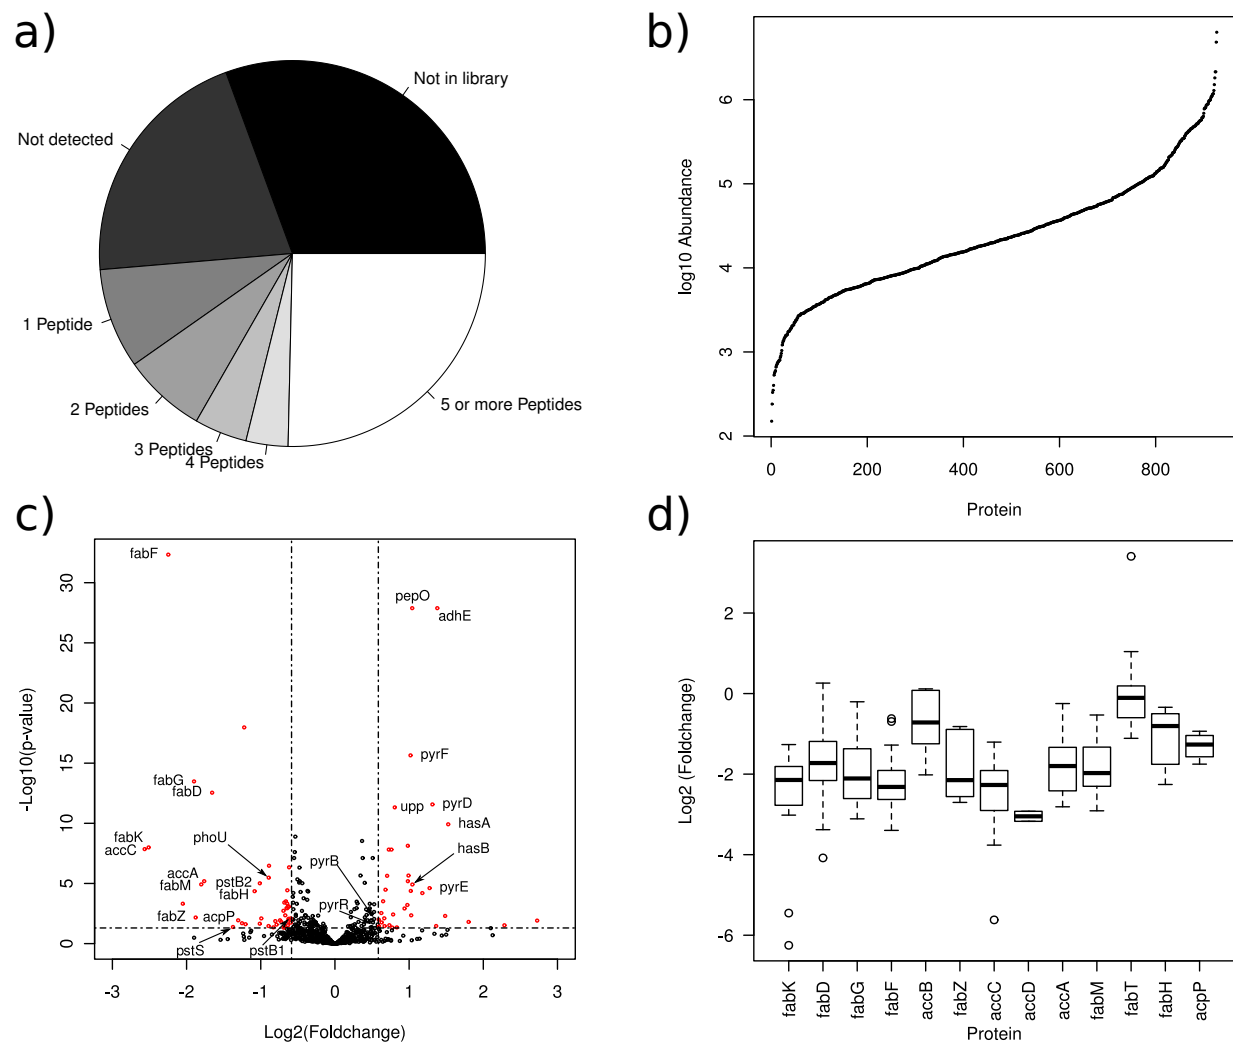 a)
Not in library
Not detected
1 Peptide
2 Peptides
3 Peptides
4 Peptides
5 or more Peptides
b)
log10 Abundance
6
5
4
3
2
0 200 400 600 800
Protein
c)
-Log10(p-value)
30
25
20
15
10
5
0
fabF
pepO
adhE
pyrF
fabG
fabD
upp
pyrD
hasA
fabK
accC
phoU
hasB
pyrB
accA
fabM
pstB2
fabH
pyrE
pyrR
fabZ
acpP
pstS
pstB1
-3 -2 -1 0 1 2 3
Log2(Foldchange)
d)
Log2 (Foldchange)
2
0
-2
-4
-6
fabK
fabD
fabG
fabF
accB
fabZ
accC
accD
accA
fabM
fabT
fabH
acpP
Protein